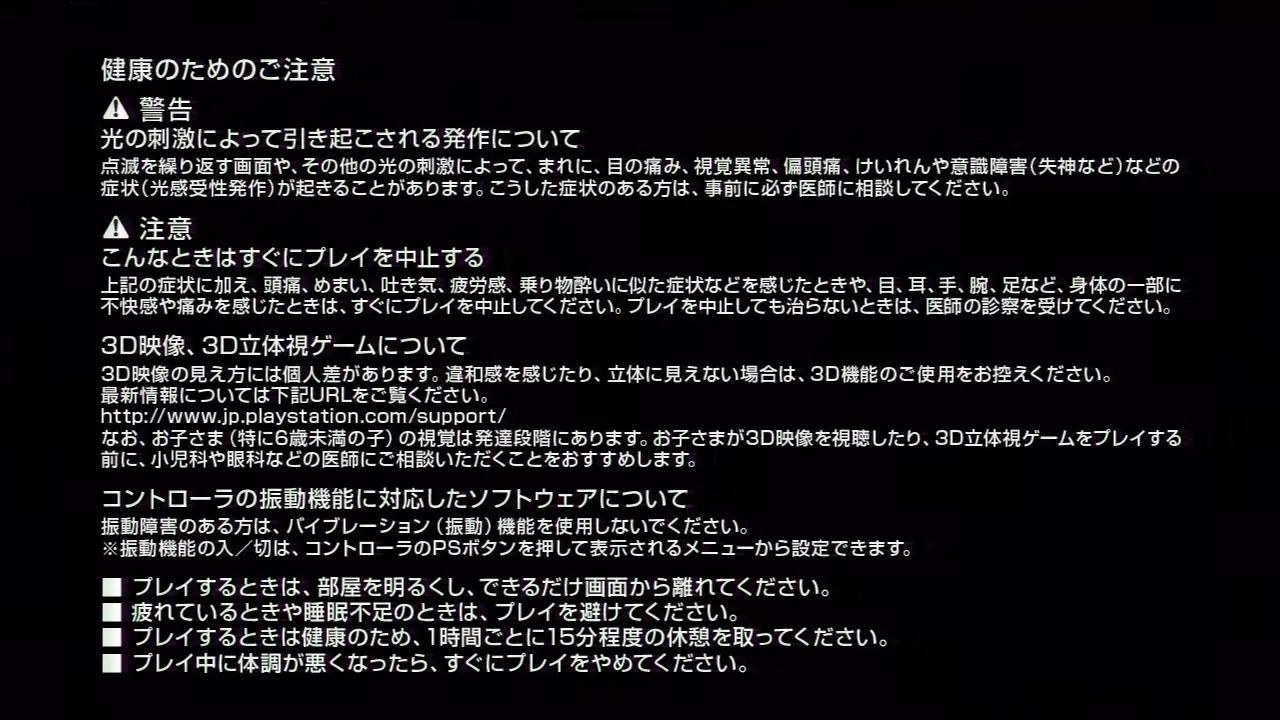 健康のためのご注意
⚠ 警告
光の刺激によって引き起こされる発作について
点滅を繰り返す画面や、その他の光の刺激によって、まれに、目の痛み、視覚異常、偏頭痛、けいれんや意識障害(失神など)などの
症状(光感受性発作)が起きることがあります。こうした症状のある方は、事前に必ず医師に相談してください。
⚠ 注意
こんなときはすぐにプレイを中止する
上記の症状に加え、頭痛、めまい、吐き気、疲労感、乗り物酔いに似た症状などを感じたときや、目、耳、手、腕、足など、身体の一部に
不快感や痛みを感じたときは、すぐにプレイを中止してください。プレイを中止しても治らないときは、医師の診察を受けてください。
3D映像、3D立体視ゲームについて
3D映像の見え方には個人差があります。違和感を感じたり、立体に見えない場合は、3D機能のご使用をお控えください。
最新情報については下記URLをご覧ください。
http://www.jp.playstation.com/support/
なお、お子さま(特に6歳未満の子)の視覚は発達段階にあります。お子さまが3D映像を視聴したり、3D立体視ゲームをプレイする
前に、小児科や眼科などの医師にご相談いただくことをおすすめします。
コントローラの振動機能に対応したソフトウェアについて
振動障害のある方は、バイブレーション(振動)機能を使用しないでください。
※振動機能の入/切は、コントローラのPSボタンを押して表示されるメニューから設定できます。
■ プレイするときは、部屋を明るくし、できるだけ画面から離れてください。
■ 疲れているときや睡眠不足のときは、プレイを避けてください。
■ プレイするときは健康のため、1時間ごとに15分程度の休憩を取ってください。
■ プレイ中に体調が悪くなったら、すぐにプレイをやめてください。